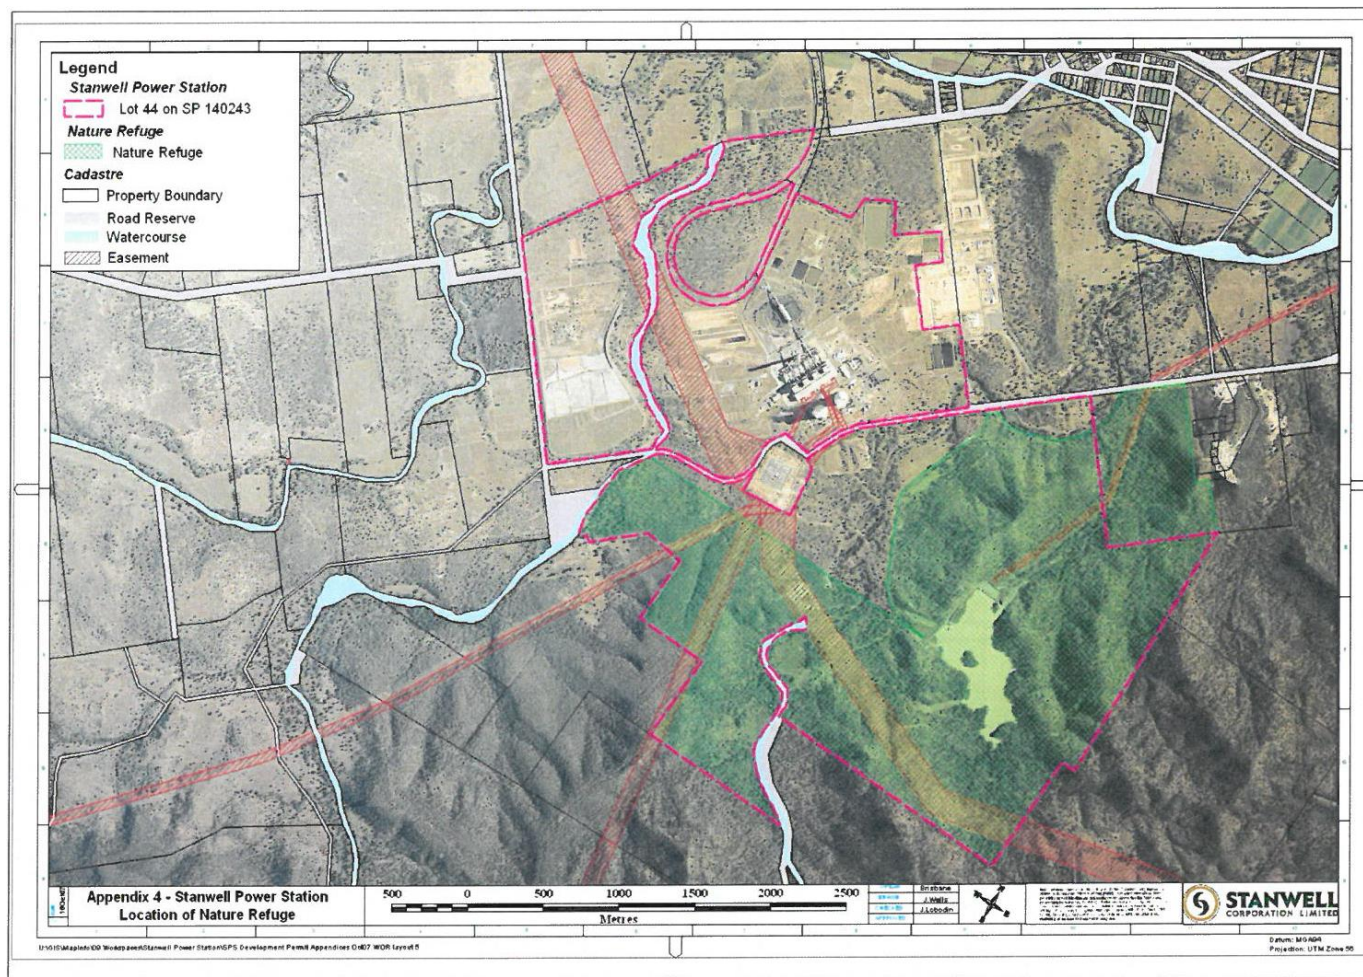 Legend
Stanwell Power Station
Lot 44 on SP 140243
Nature Refuge
Nature Refuge
Cadastre
Property Boundary
Road Reserve
Watercourse
Easement
Appendix 4 - Stanwell Power Station
Location of Nature Refuge
500 0 500 1000 1500 2000 2500
Metres
Brisbane
J.Wells
J.Lobodin
STANWELL
CORPORATION LIMITED
Datum: MGA94
Projection: UTM Zone 56